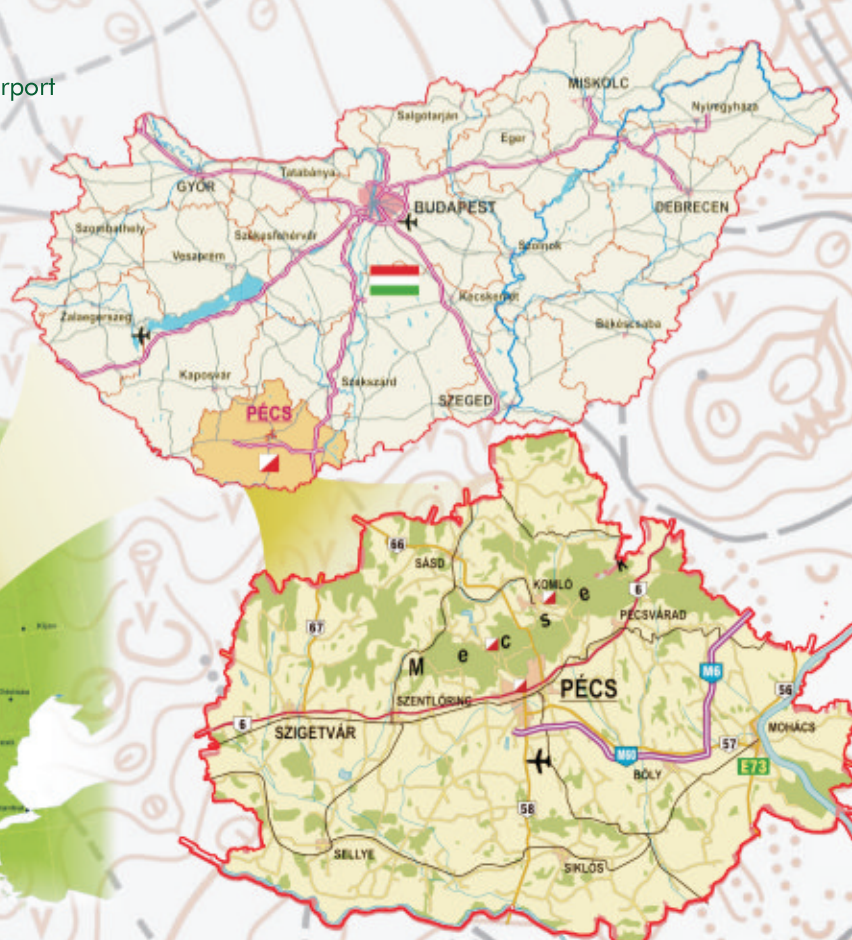 rport
MISKOLC
Nyíregyháza
Salgótarján
Eger
Tatabánya
GYŐR
BUDAPEST
DEBRECEN
Szombathely
Székesfehérvár
Veszprém
Szolnok
Kecskemét
Zalaegerszeg
Békéscsaba
Kaposvár
Szekszárd
SZEGED
PÉCS
66
SÁSD
KOMLÓ
6
67
PÉCSVÁRAD
M e c s e k
M6
SZENTLŐRINC
PÉCS
56
6
SZIGETVÁR
MOHÁCS
57
M60
E73
BÓLY
58
SELLYE
SIKLÓS